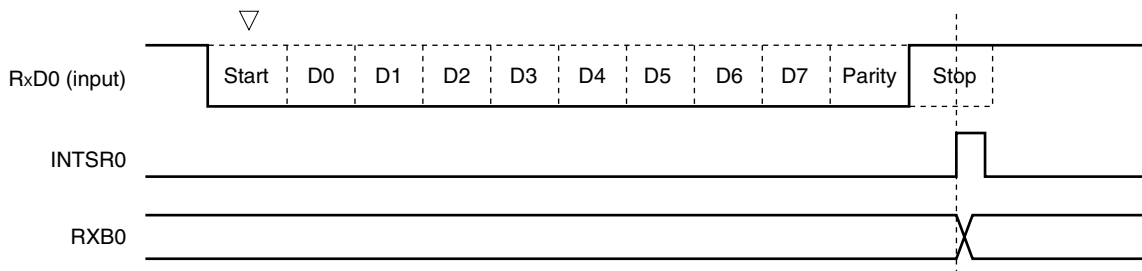 RxD0 (input) Start D0 D1 D2 D3 D4 D5 D6 D7 Parity Stop
INTSR0
RXB0